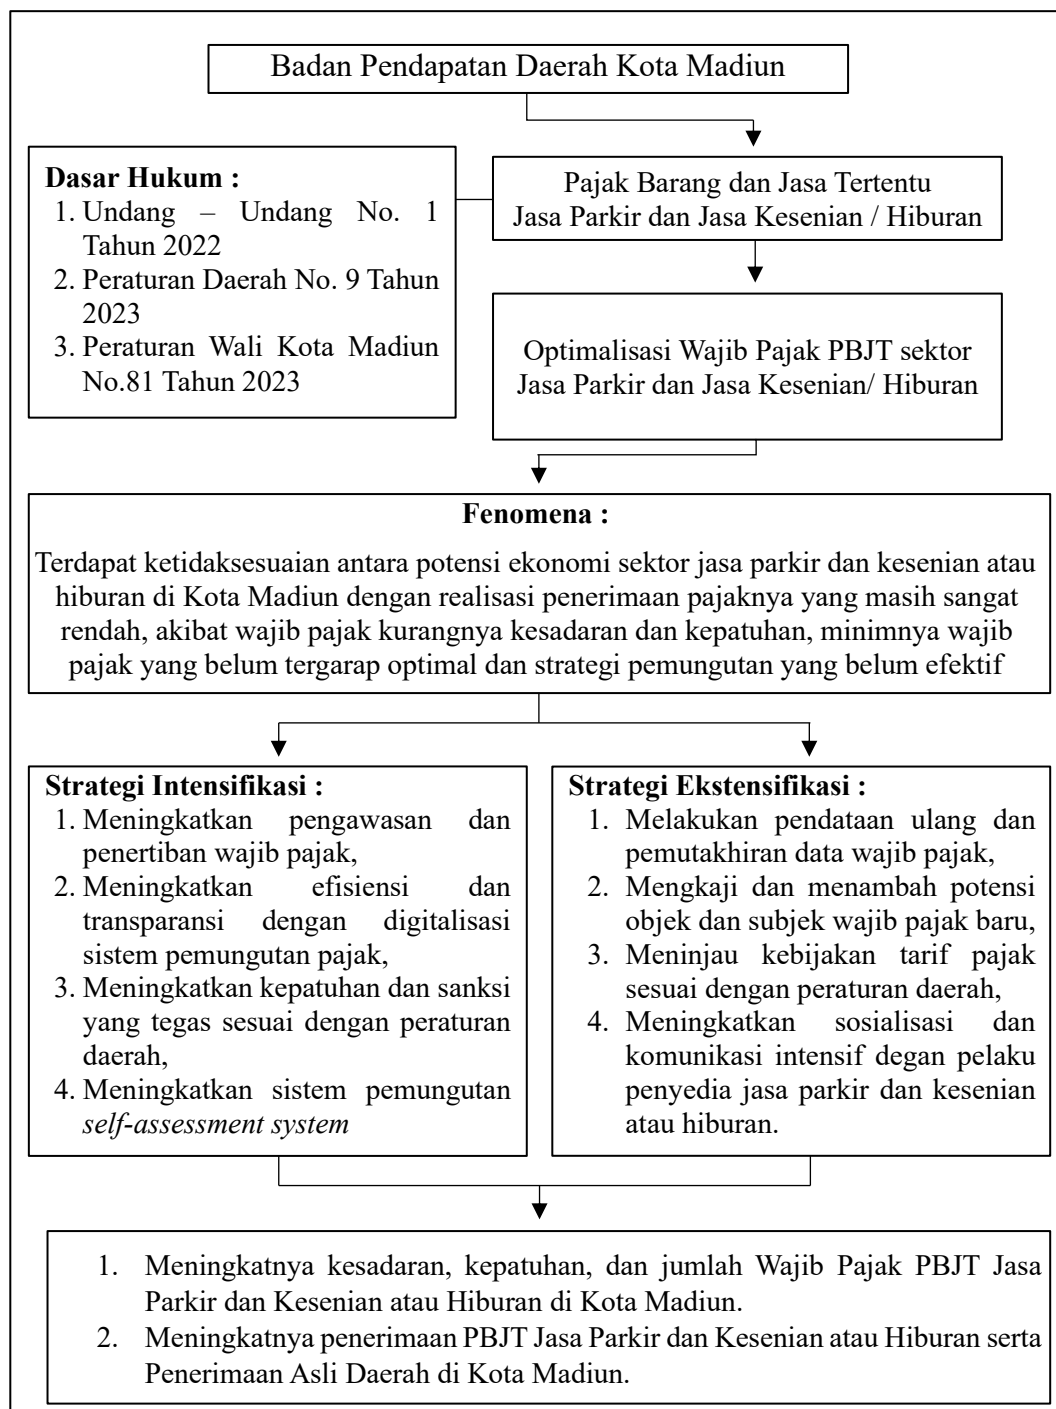 Badan Pendapatan Daerah Kota Madiun
Dasar Hukum :
1. Undang – Undang No. 1
Tahun 2022
2. Peraturan Daerah No. 9 Tahun
2023
3. Peraturan Wali Kota Madiun
No.81 Tahun 2023
Pajak Barang dan Jasa Tertentu
Jasa Parkir dan Jasa Kesenian / Hiburan
Optimalisasi Wajib Pajak PBJT sektor
Jasa Parkir dan Jasa Kesenian/ Hiburan
Fenomena :
Terdapat ketidaksesuaian antara potensi ekonomi sektor jasa parkir dan kesenian atau
hiburan di Kota Madiun dengan realisasi penerimaan pajaknya yang masih sangat
rendah, akibat wajib pajak kurangnya kesadaran dan kepatuhan, minimnya wajib
pajak yang belum tergarap optimal dan strategi pemungutan yang belum efektif
Strategi Intensifikasi :
1. Meningkatkan pengawasan dan
penertiban wajib pajak,
2. Meningkatkan efisiensi dan
transparansi dengan digitalisasi
sistem pemungutan pajak,
3. Meningkatkan kepatuhan dan sanksi
yang tegas sesuai dengan peraturan
daerah,
4. Meningkatkan sistem pemungutan
self-assessment system
Strategi Ekstensifikasi :
1. Melakukan pendataan ulang dan
pemutakhiran data wajib pajak,
2. Mengkaji dan menambah potensi
objek dan subjek wajib pajak baru,
3. Meninjau kebijakan tarif pajak
sesuai dengan peraturan daerah,
4. Meningkatkan sosialisasi dan
komunikasi intensif degan pelaku
penyedia jasa parkir dan kesenian
atau hiburan.
1. Meningkatnya kesadaran, kepatuhan, dan jumlah Wajib Pajak PBJT Jasa
Parkir dan Kesenian atau Hiburan di Kota Madiun.
2. Meningkatnya penerimaan PBJT Jasa Parkir dan Kesenian atau Hiburan serta
Penerimaan Asli Daerah di Kota Madiun.